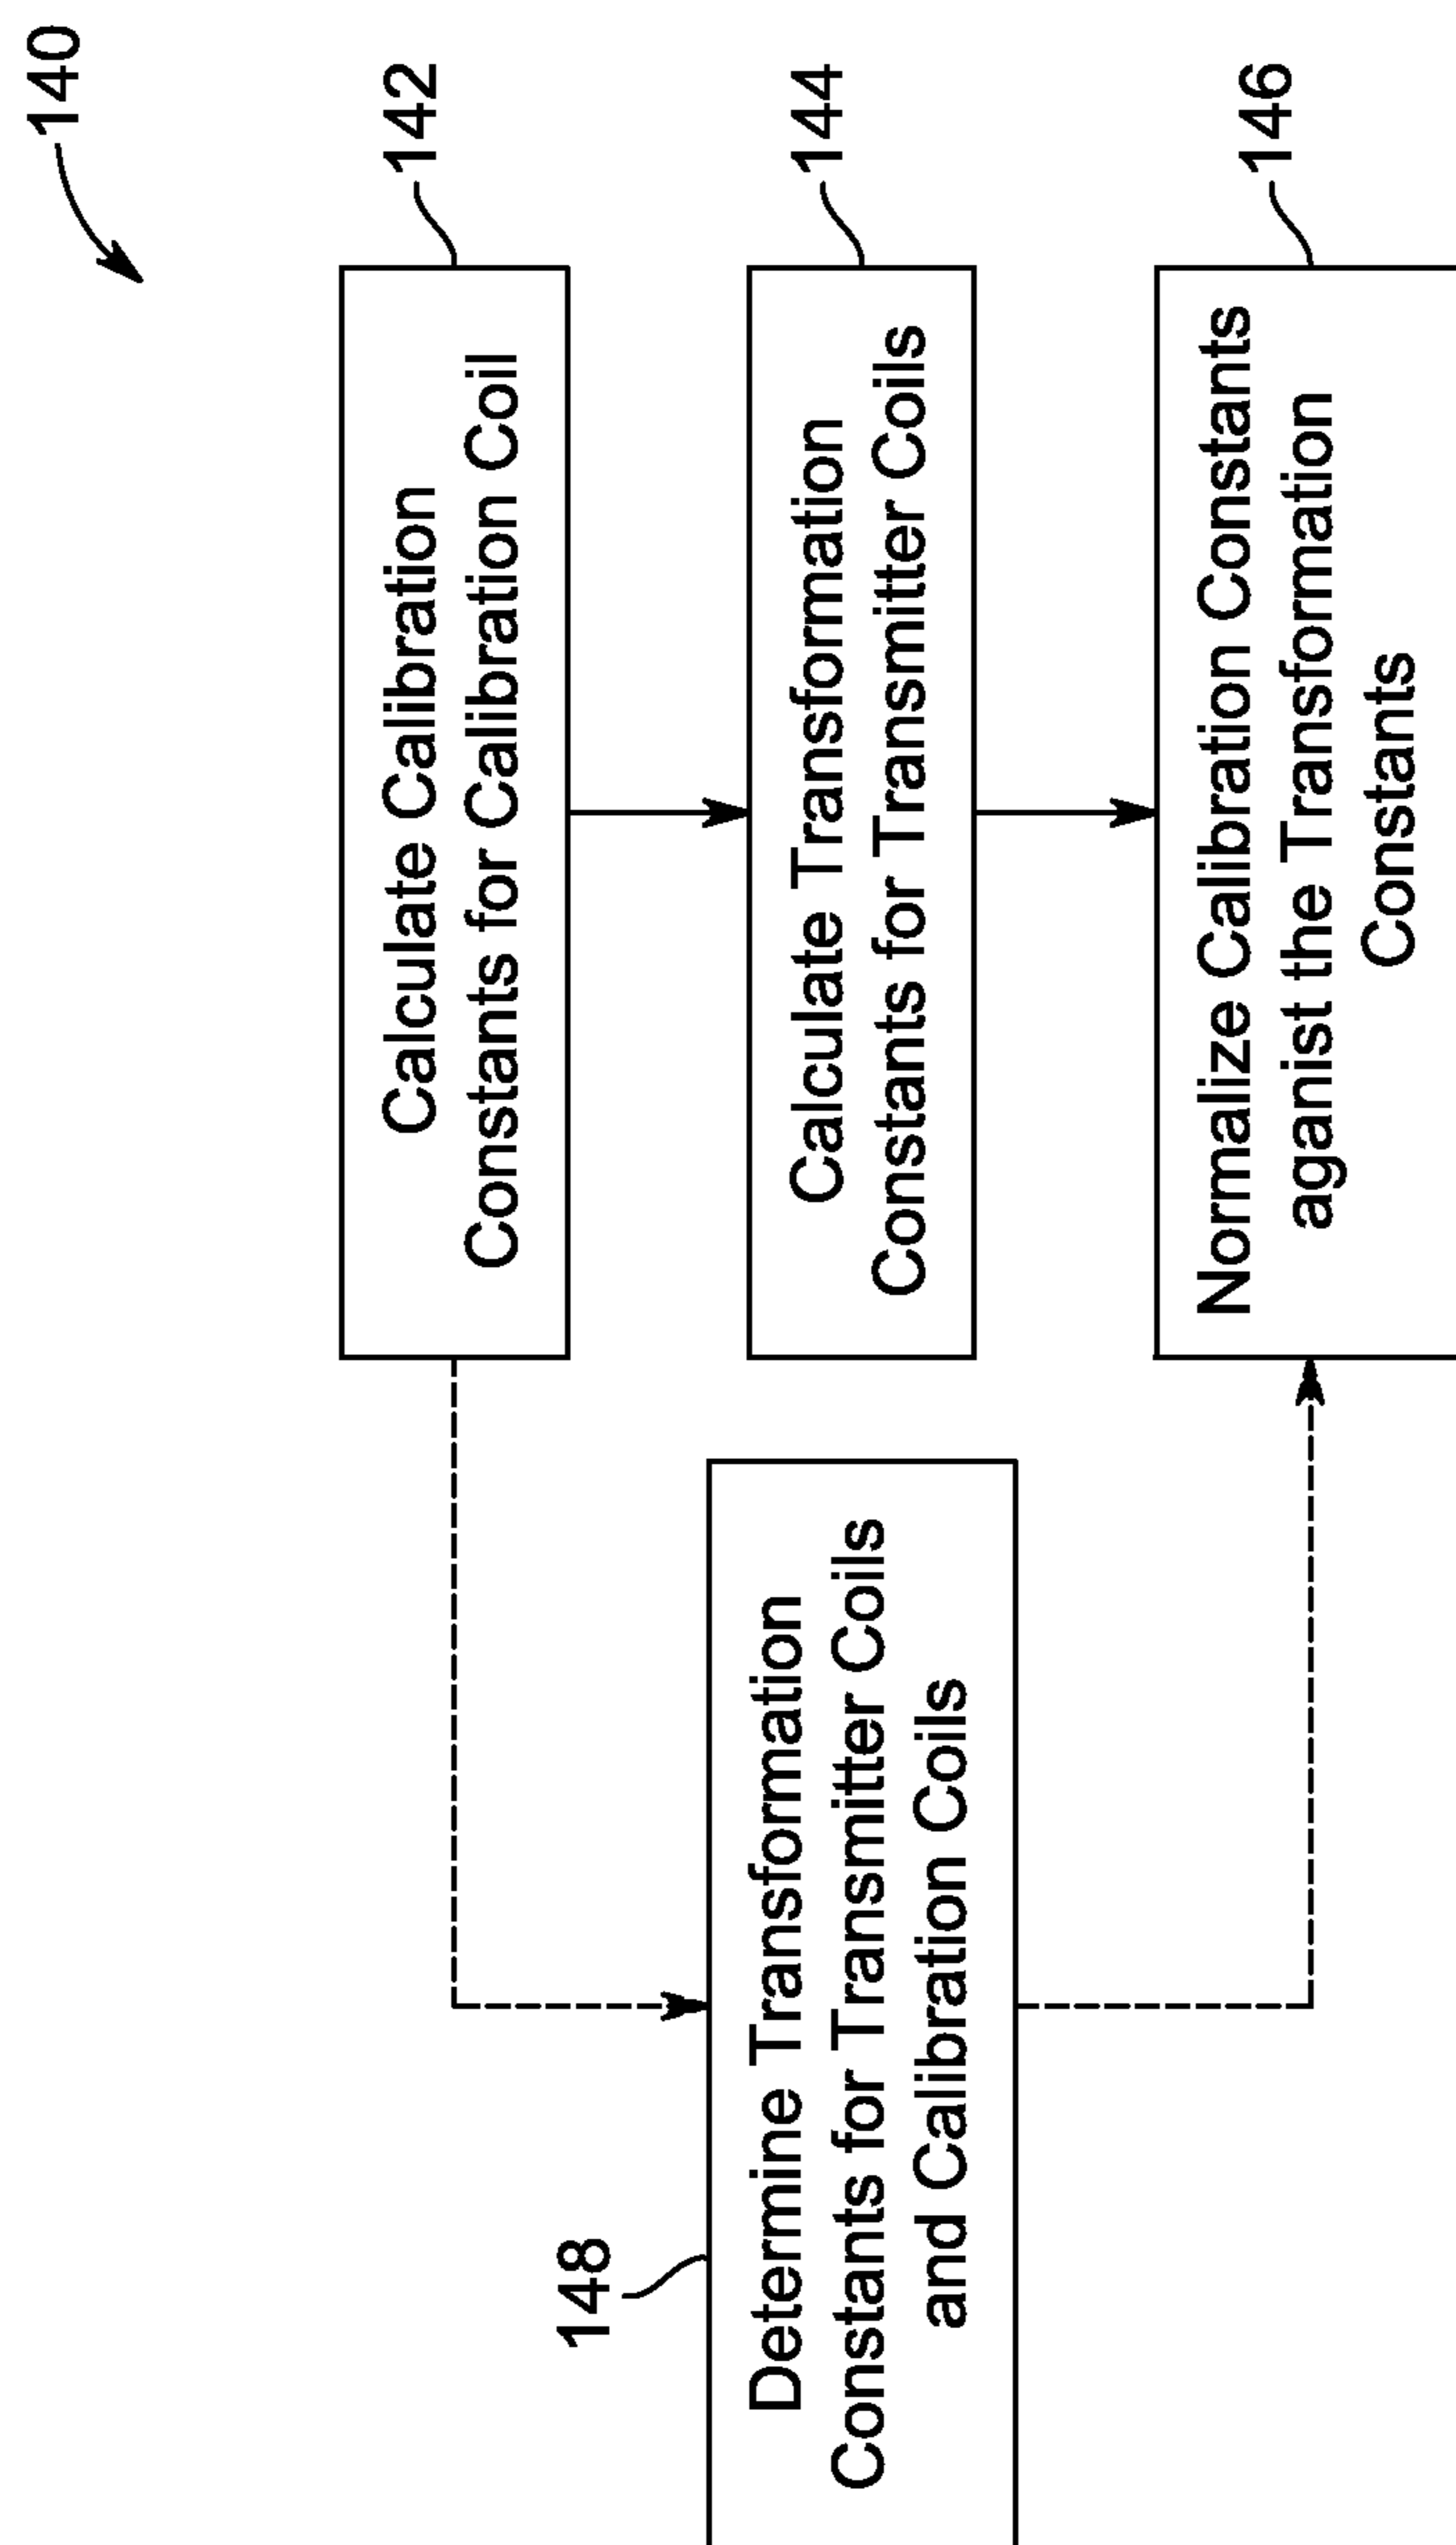 140
142
Calculate Calibration
Constants for Calibration Coil
144
Calculate Transformation
Constants for Transmitter Coils
148
Determine Transformation
Constants for Transmitter Coils
and Calibration Coils
146
Normalize Calibration Constants
aganist the Transformation
Constants